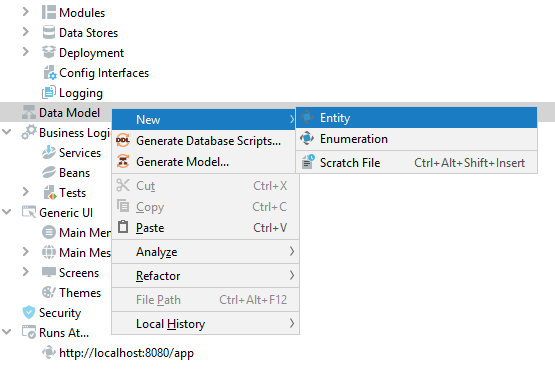 Modules
Data Stores
Deployment
Config Interfaces
Logging
Data Model
New
Entity
Business Logi
Generate Database Scripts...
Enumeration
Services
Generate Model...
Scratch File Ctrl+Alt+Shift+Insert
Beans
Cut Ctrl+X
Tests
Copy Ctrl+C
Generic UI
Paste Ctrl+V
Main Men
Main Mes
Analyze
Screens
Refactor
Themes
File Path Ctrl+Alt+F12
Security
Local History
Runs At...
http://localhost:8080/app
DDL